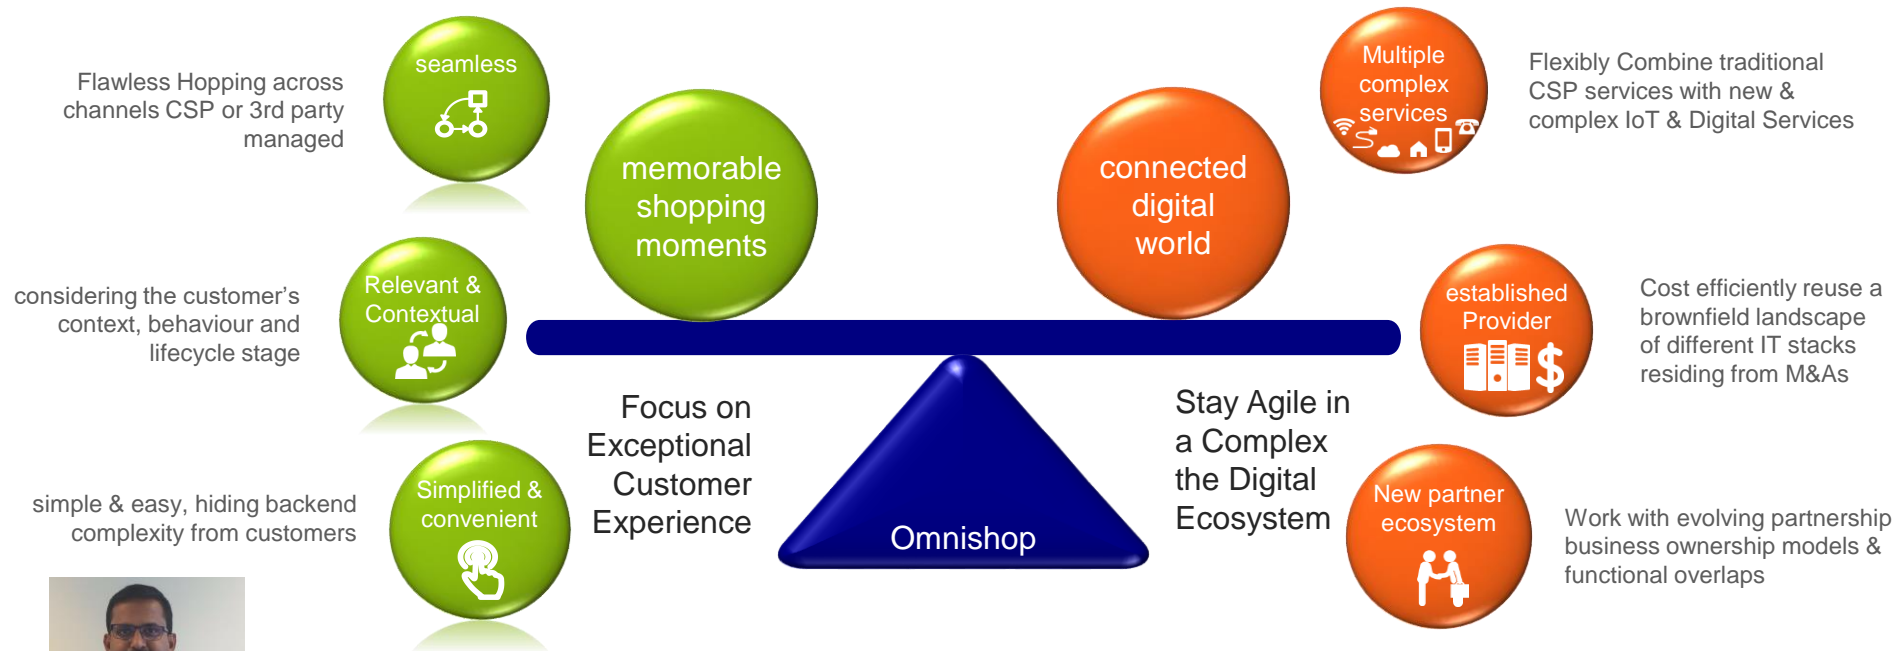 seamless
Flawless Hopping across
channels CSP or 3rd party
managed
Relevant &
Contextual
considering the customer's
context, behaviour and
lifecycle stage
Simplified &
convenient
simple & easy, hiding backend
complexity from customers
memorable
shopping
moments
Focus on
Exceptional
Customer
Experience
Omnishop
connected
digital
world
Stay Agile in
a Complex
the Digital
Ecosystem
Multiple
complex
services
Flexibly Combine traditional
CSP services with new &
complex IoT & Digital Services
established
Provider
$
Cost efficiently reuse a
brownfield landscape
of different IT stacks
residing from M&As
New partner
ecosystem
Work with evolving partnership
business ownership models &
functional overlaps